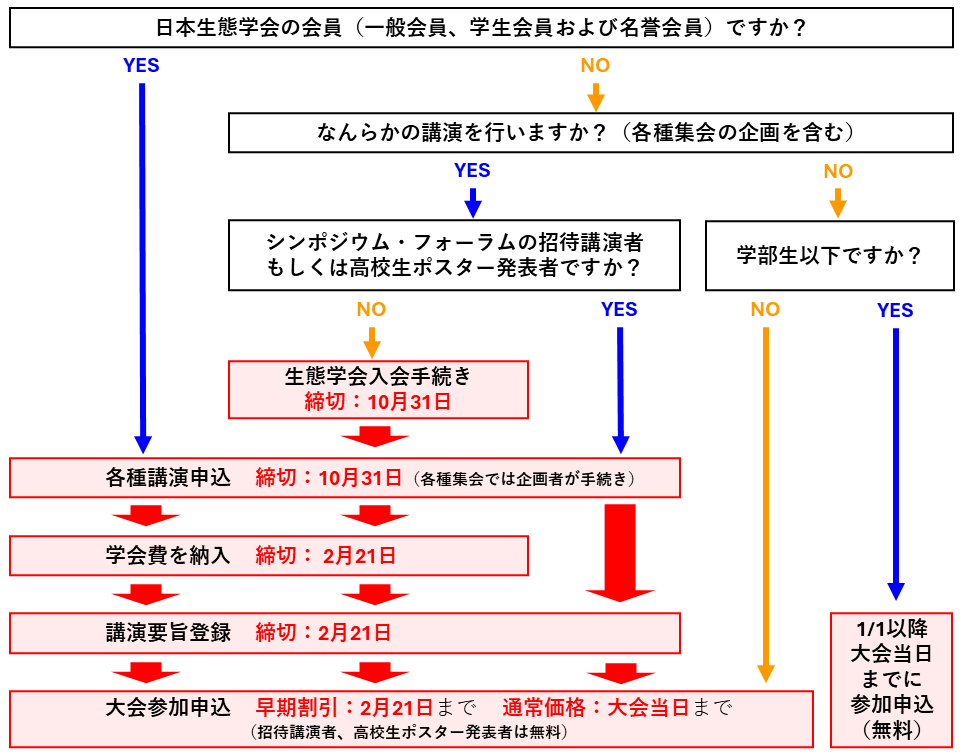 日本生態学会の会員（一般会員、学生会員および名誉会員）ですか？
YES
NO
なんらかの講演を行いますか？（各種集会の企画を含む）
YES
NO
シンポジウム・フォーラムの招待講演者
もしくは高校生ポスター発表者ですか？
学部生以下ですか？
NO
YES
NO
YES
生態学会入会手続き
締切：10月31日
各種講演申込　締切：10月31日（各種集会では企画者が手続き）
学会費を納入　締切： 2月21日
講演要旨登録　締切：2月21日
大会参加申込　早期割引：2月21日まで　通常価格：大会当日まで
（招待講演者、高校生ポスター発表者は無料）
1/1以降
大会当日
までに
参加申込
（無料）